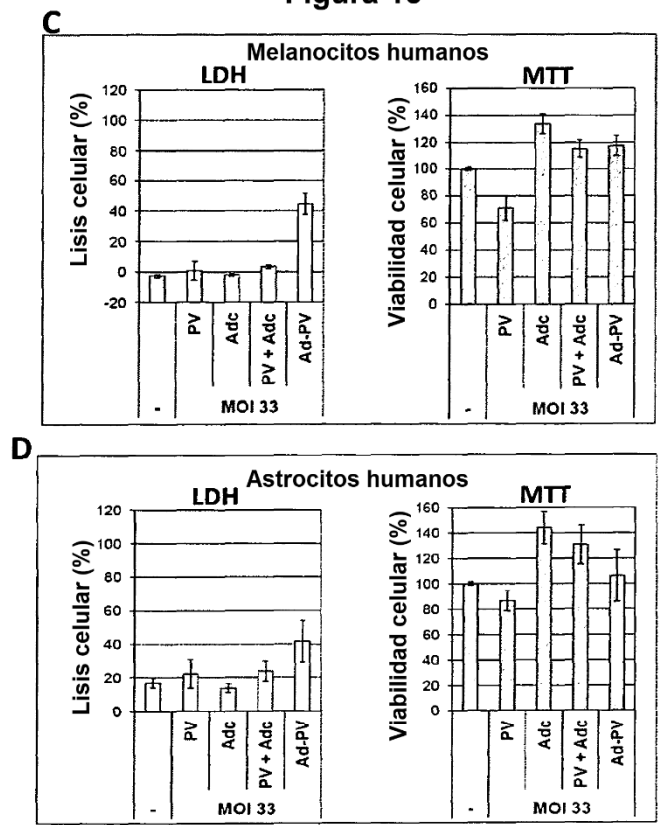 C
Melanocitos humanos
LDH
MTT
Lisis celular (%)
120
100
80
60
40
20
0
-20
PV
Adc
PV + Adc
Ad-PV
-
MOI 33
Viabilidad celular (%)
160
140
120
100
80
60
40
20
0
PV
Adc
PV + Adc
Ad-PV
-
MOI 33
D
Astrocitos humanos
LDH
MTT
Lisis celular (%)
120
100
80
60
40
20
0
PV
Adc
PV + Adc
Ad-PV
-
MOI 33
Viabilidad celular (%)
160
140
120
100
80
60
40
20
0
PV
Adc
PV + Adc
Ad-PV
-
MOI 33